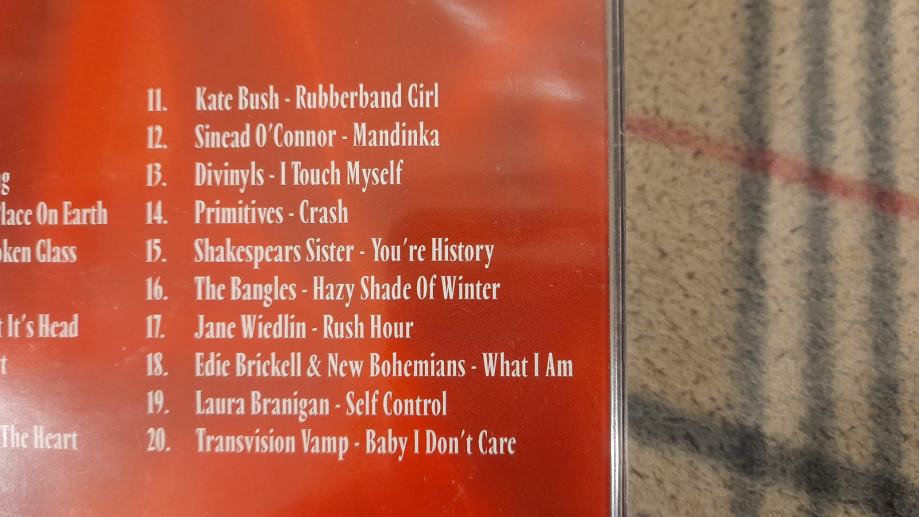 11. Kate Bush - Rubberband Girl
12. Sinead O'Connor - Mandinka
13. Divinyls - I Touch Myself
Place On Earth 14. Primitives - Crash
Glass 15. Shakespears Sister - You're History
16. The Bangles - Hazy Shade Of Winter
It's Head 17. Jane Wiedlin - Rush Hour
18. Edie Brickell & New Bohemians - What I Am
19. Laura Branigan - Self Control
The Heart 20. Transvision Vamp - Baby I Don't Care